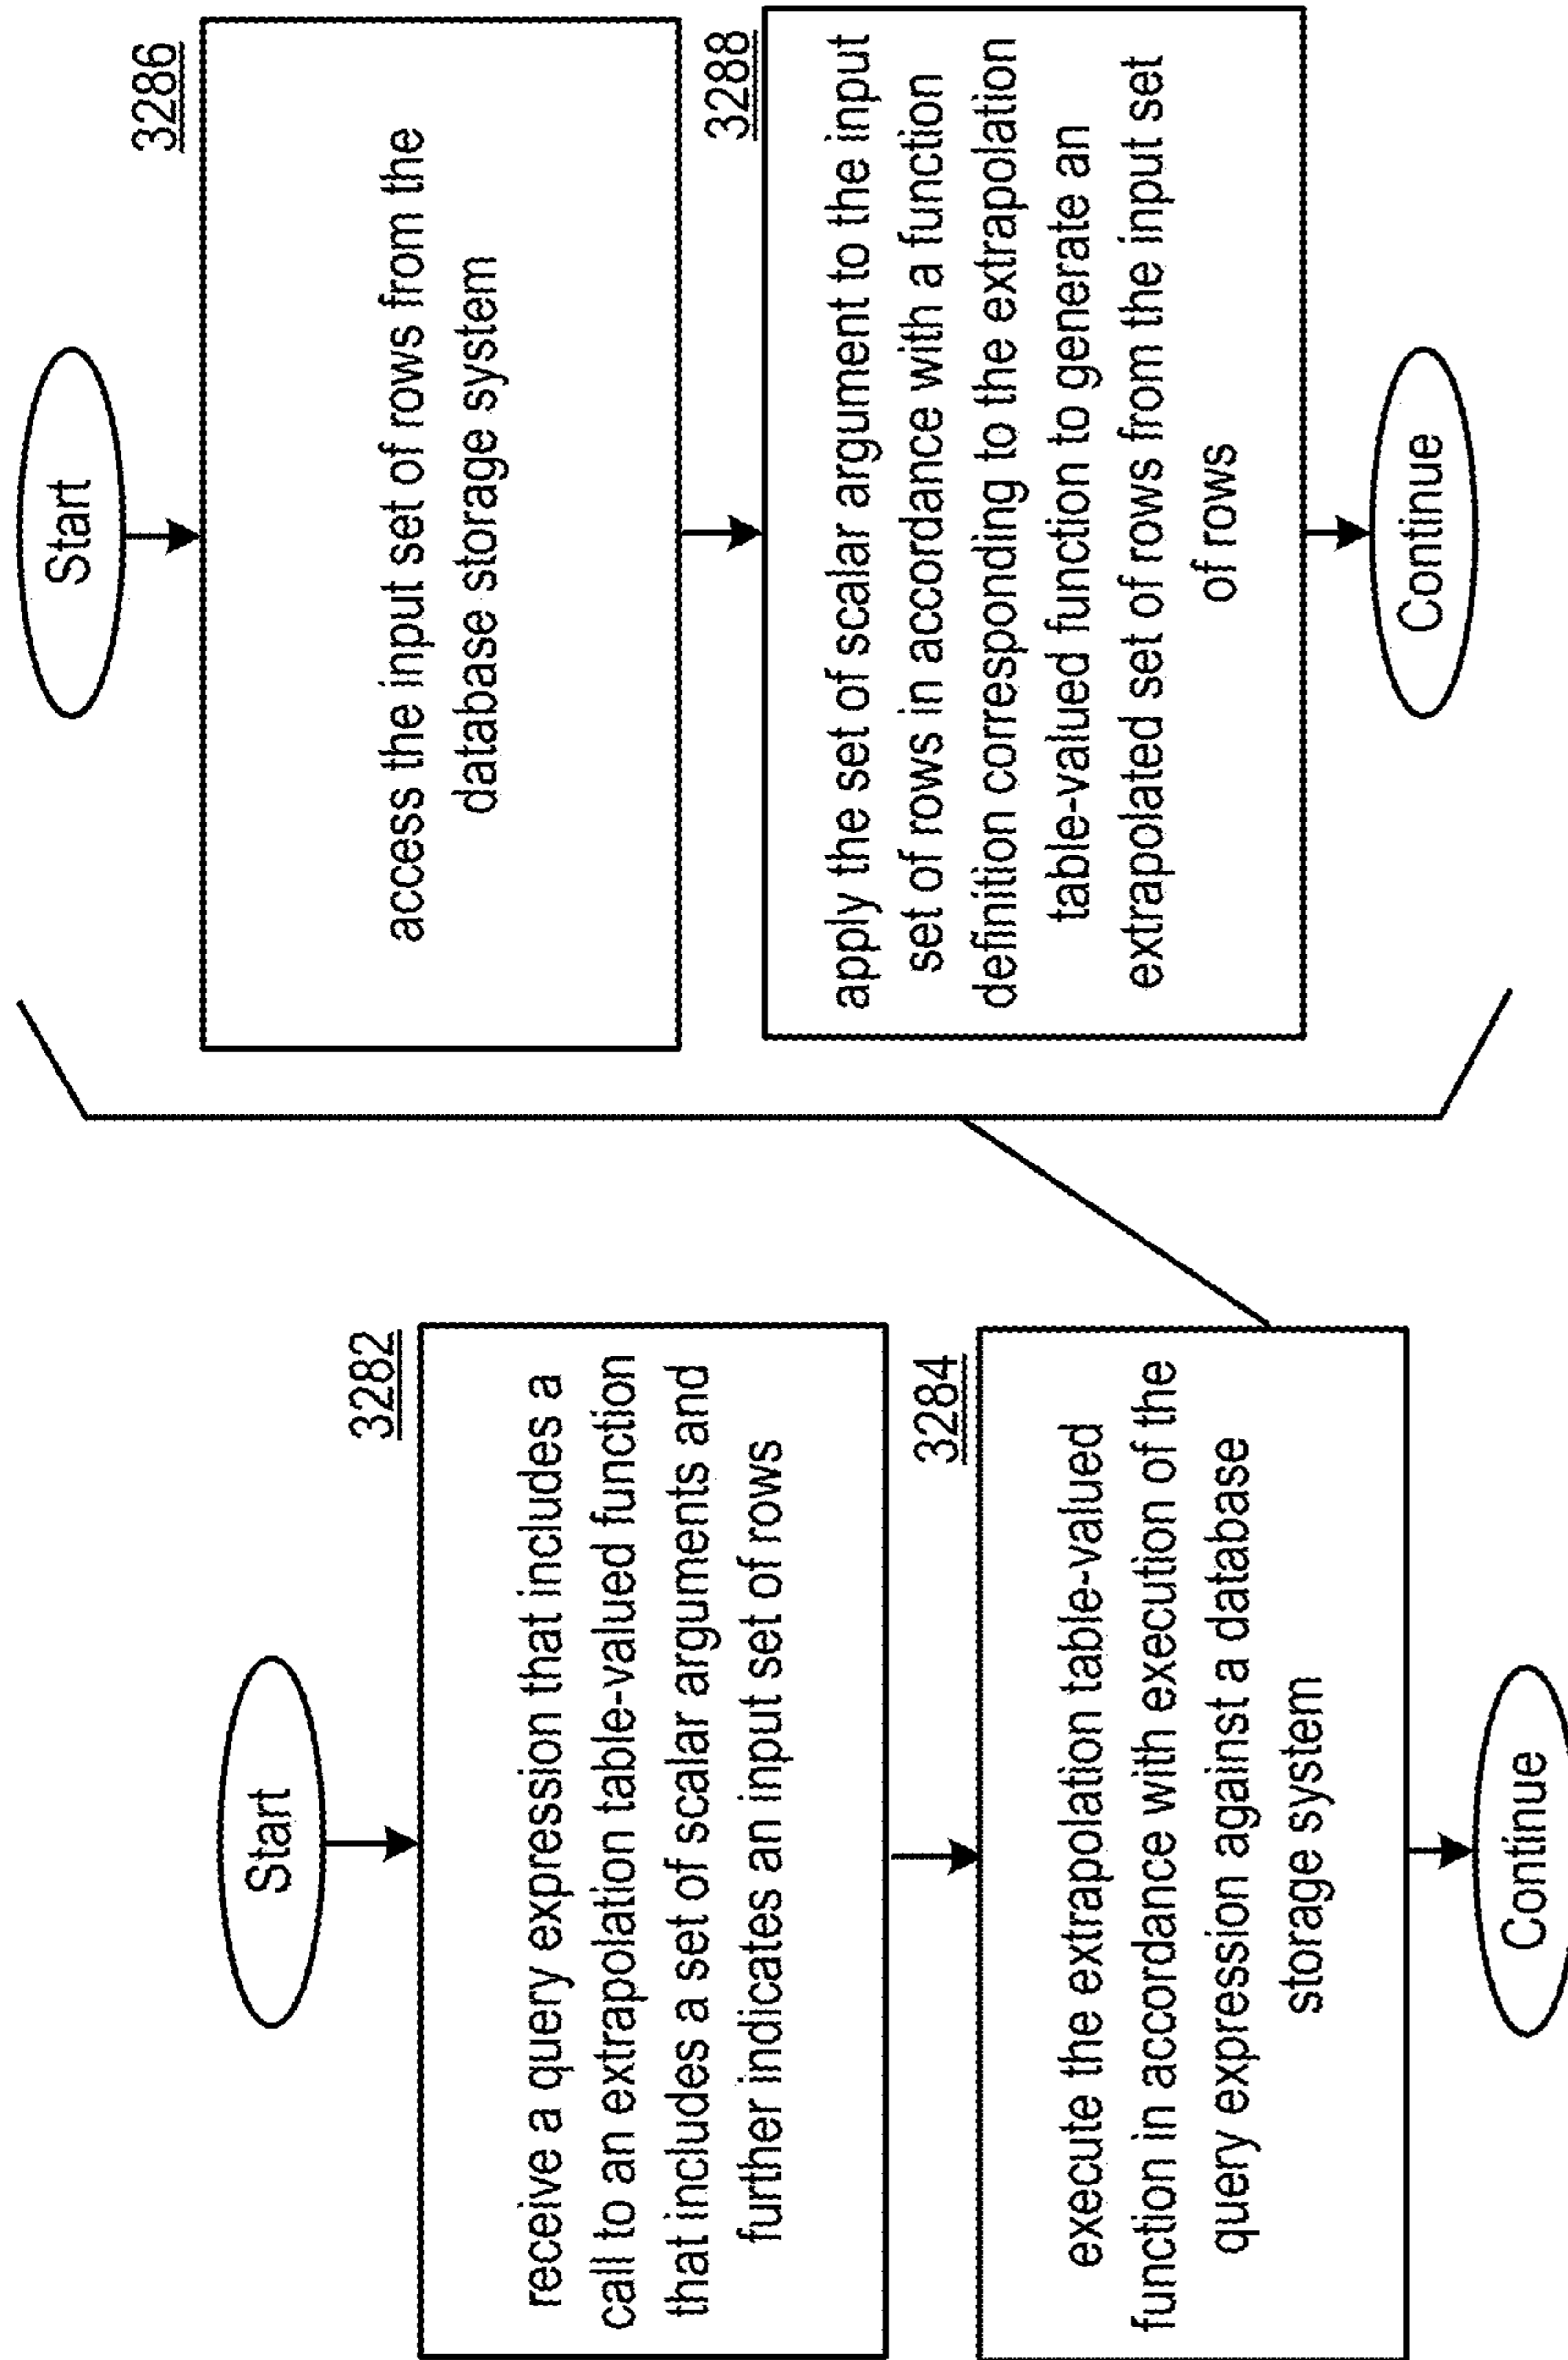 Start
3282
receive a query expression that includes a
call to an extrapolation table-valued function
that includes a set of scalar arguments and
further indicates an input set of rows
3284
execute the extrapolation table-valued
function in accordance with execution of the
query expression against a database
storage system
Continue
Start
3286
access the input set of rows from the
database storage system
3288
apply the set of scalar argument to the input
set of rows in accordance with a function
definition corresponding to the extrapolation
table-valued function to generate an
extrapolated set of rows from the input set
of rows
Continue